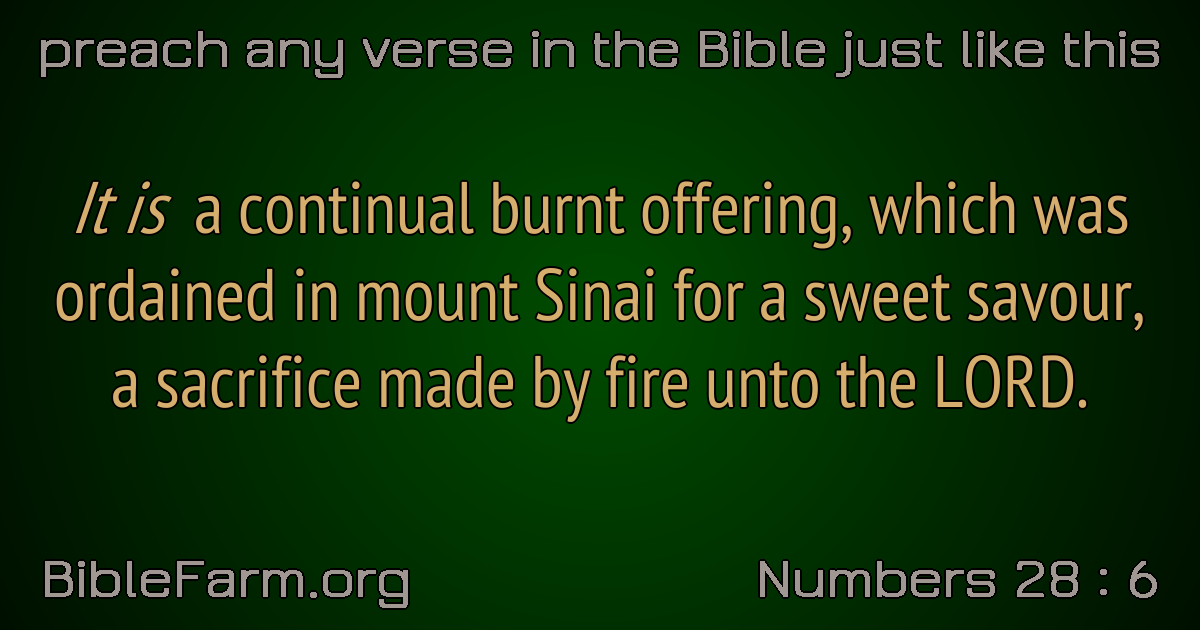 preach any verse in the Bible just like this
It is a continual burnt offering, which was
ordained in mount Sinai for a sweet savour,
a sacrifice made by fire unto the LORD.
BibleFarm.org
Numbers 28 : 6